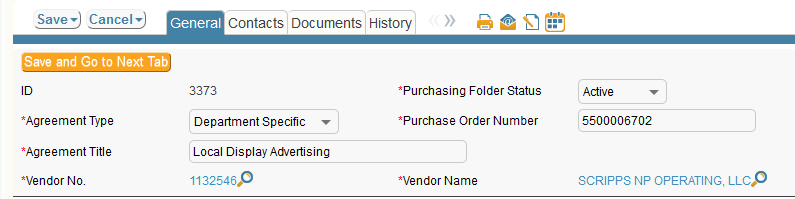 Save Cancel General Contacts Documents History
Save and Go to Next Tab
ID 3373 *Purchasing Folder Status Active
*Agreement Type Department Specific *Purchase Order Number 5500006702
*Agreement Title Local Display Advertising
*Vendor No. 1132546 *Vendor Name SCRIPPS NP OPERATING, LLC